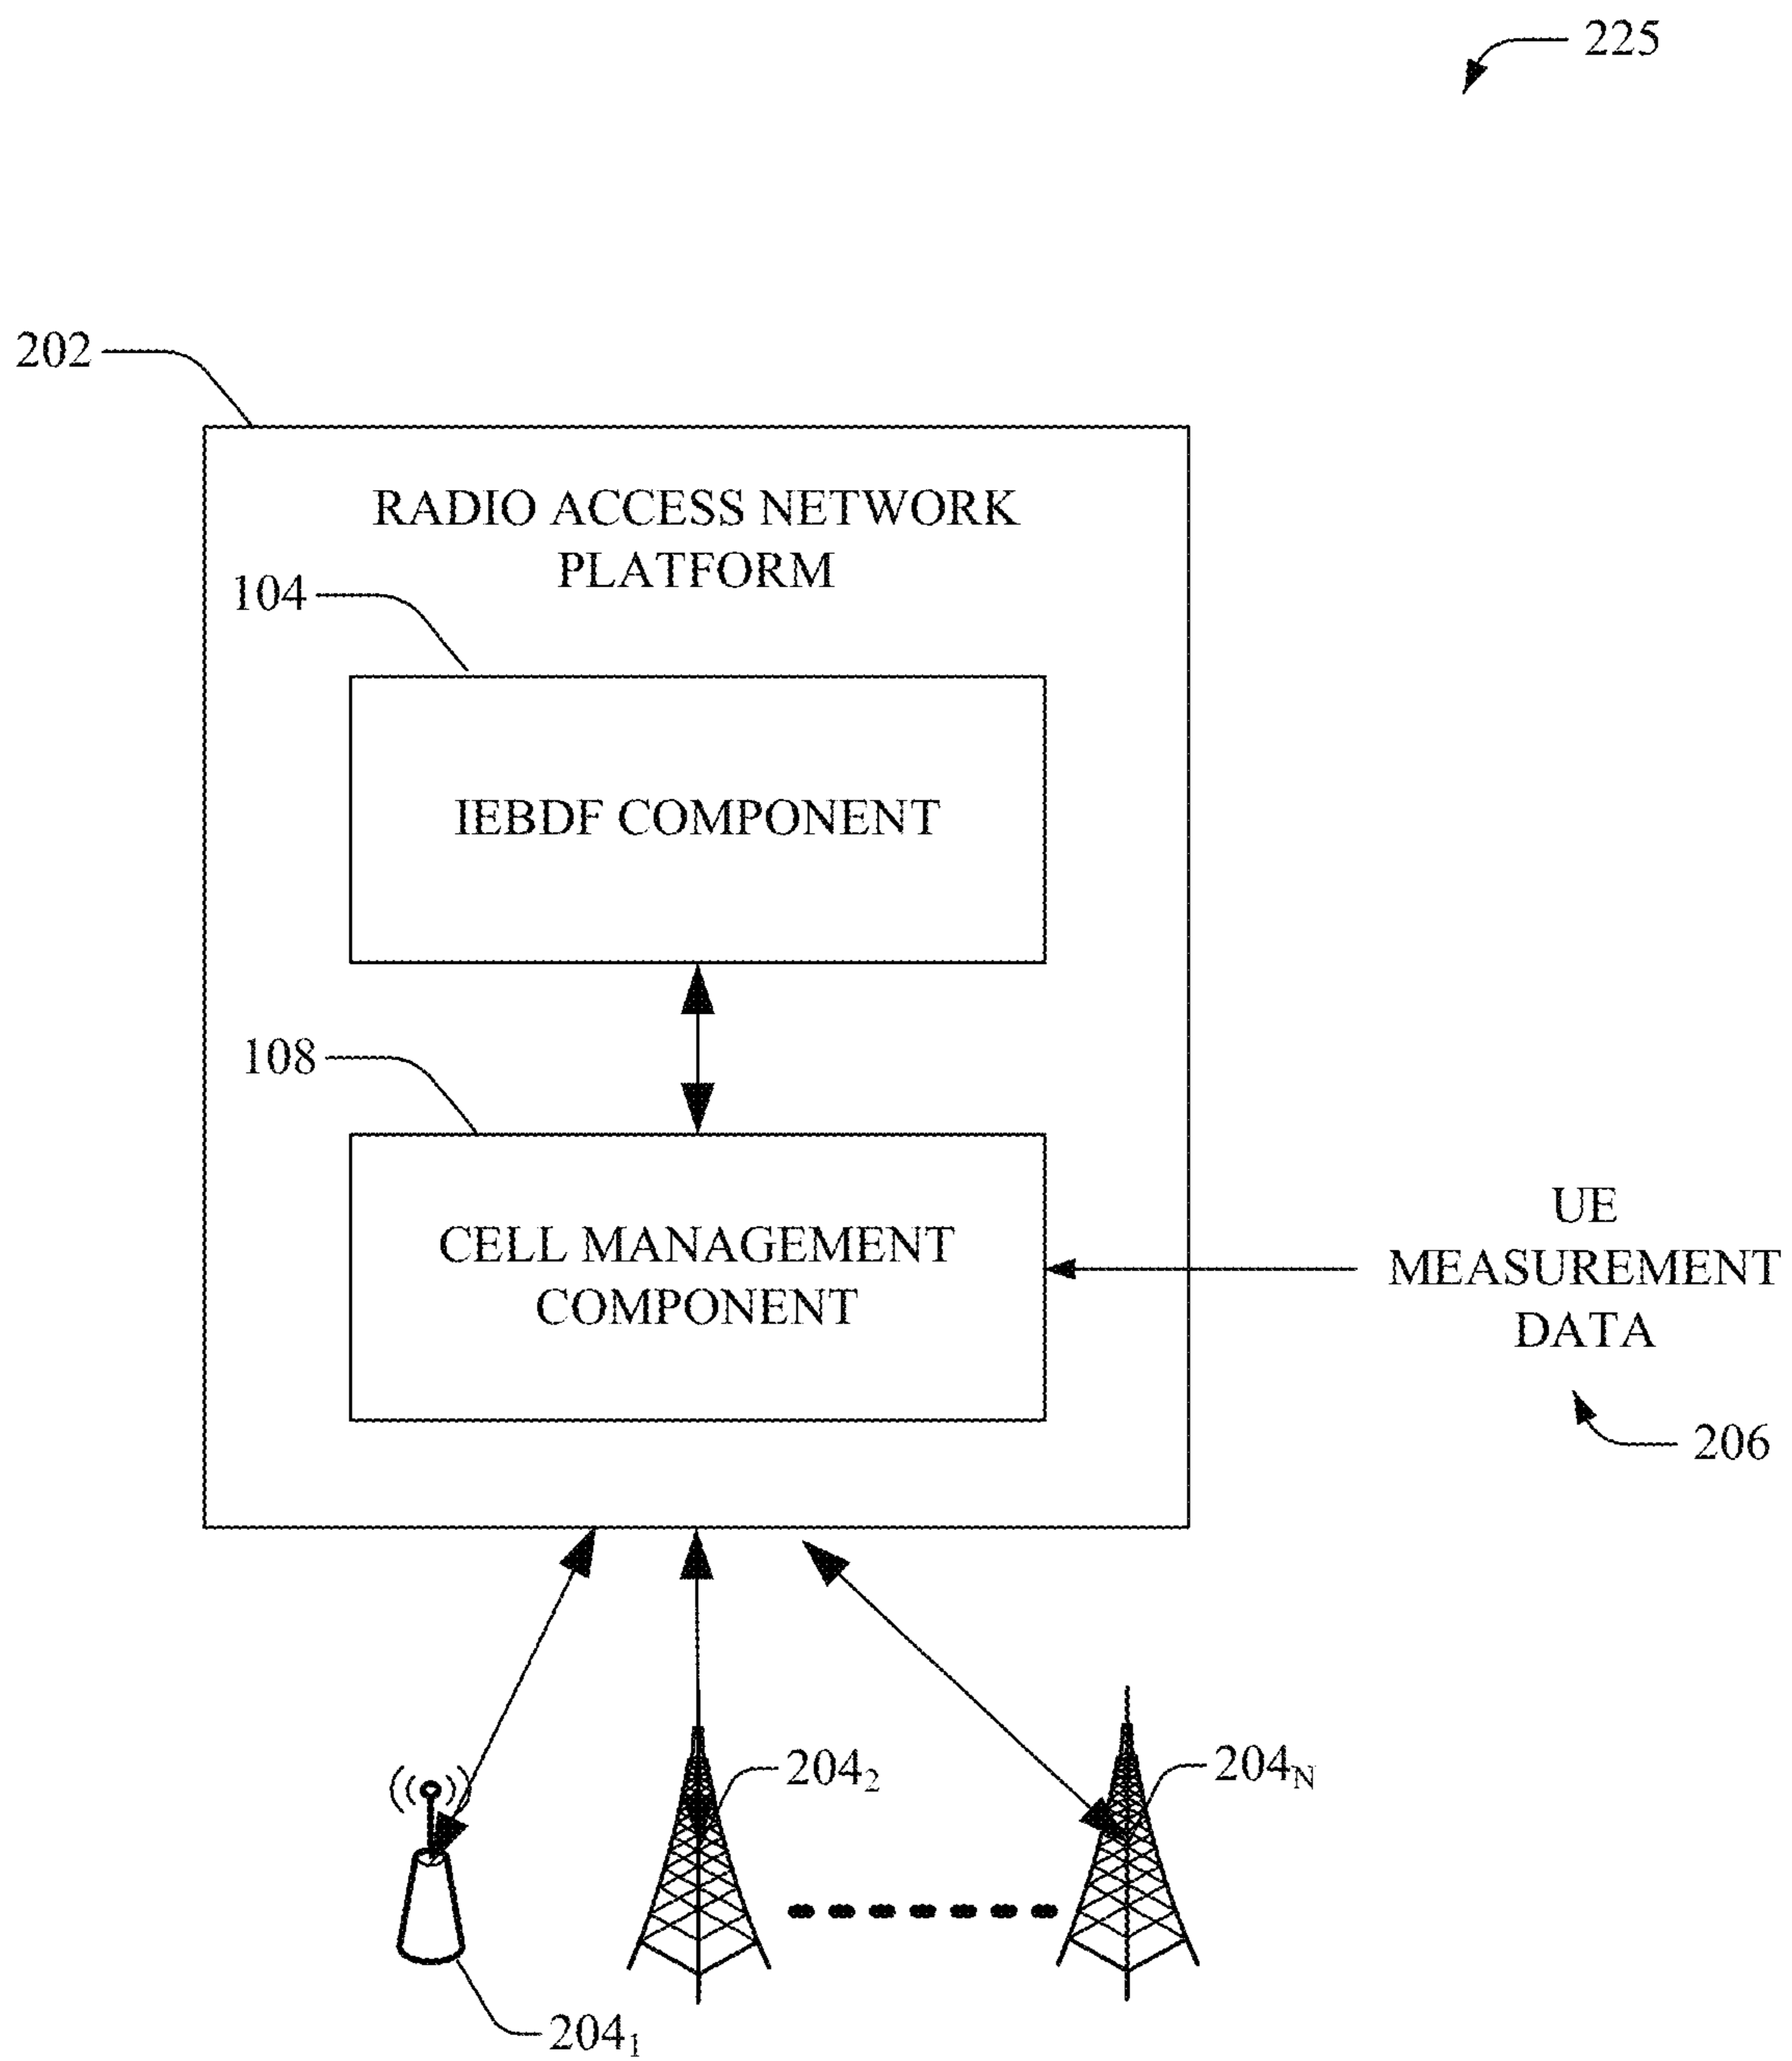 225
202
RADIO ACCESS NETWORK
PLATFORM
104
IEBDF COMPONENT
108
CELL MANAGEMENT
COMPONENT
UE
MEASUREMENT
DATA
206
204₂
204N
204₁